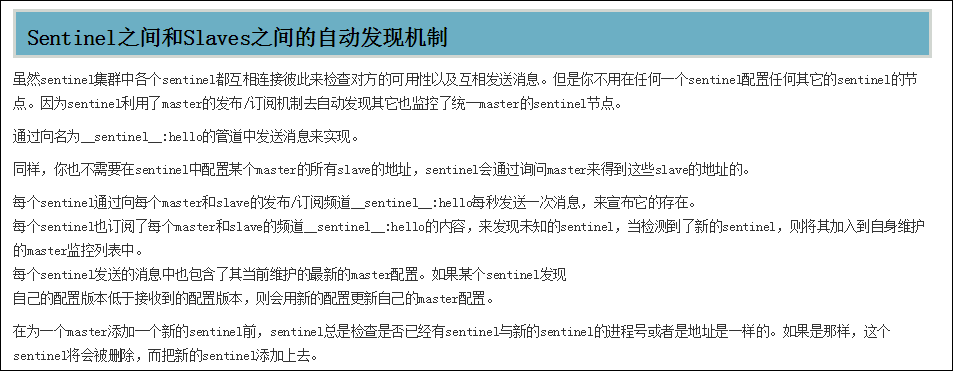 Sentinel之间和Slaves之间的自动发现机制
虽然sentinel集群中各个sentinel都互相连接彼此来检查对方的可用性以及互相发送消息。但是你不用在任何一个sentinel配置任何其它的sentinel的节
点。因为sentinel利用了master的发布/订阅机制去自动发现其它也监控了统一master的sentinel节点。
通过向名为__sentinel__:hello的管道中发送消息来实现。
同样，你也不需要在sentinel中配置某个master的所有slave的地址，sentinel会通过询问master来得到这些slave的地址的。
每个sentinel通过向每个master和slave的发布/订阅频道__sentinel__:hello每秒发送一次消息，来宣布它的存在。
每个sentinel也订阅了每个master和slave的频道__sentinel__:hello的内容，来发现未知的sentinel，当检测到了新的sentinel，则将其加入到自身维护
的master监控列表中。
每个sentinel发送的消息中也包含了其当前维护的最新的master配置。如果某个sentinel发现
自己的配置版本低于接收到的配置版本，则会用新的配置更新自己的master配置。
在为一个master添加一个新的sentinel前，sentinel总是检查是否已经有sentinel与新的sentinel的进程号或者是地址是一样的。如果是那样，这个
sentinel将会被删除，而把新的sentinel添加上去。